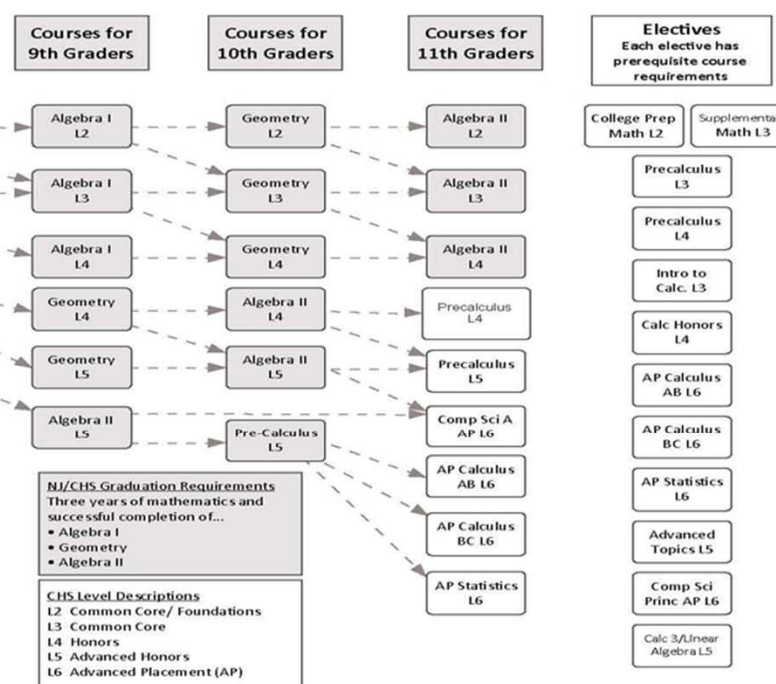 Courses for
9th Graders
Courses for
10th Graders
Courses for
11th Graders
Electives
Each elective has
prerequisite course
requirements
Algebra I
L2
Geometry
L2
Algebra II
L2
College Prep
Math L2
Supplementa
Math L3
Algebra I
L3
Geometry
L3
Algebra II
L3
Precalculus
L3
Algebra I
L4
Geometry
L4
Algebra II
L4
Precalculus
L4
Geometry
L4
Algebra II
L4
Precalculus
L4
Intro to
Calc. L3
Geometry
L5
Algebra II
L5
Precalculus
L5
Calc Honors
L4
Algebra II
L5
Pre-Calculus
L5
Comp Sci A
AP L6
AP Calculus
AB L6
AP Calculus
AB L6
AP Calculus
BC L6
AP Calculus
BC L6
AP Statistics
L6
AP Statistics
L6
Advanced
Topics L5
Comp Sci
Princ AP L6
Calc 3/Linear
Algebra L5
NJ/CHS Graduation Requirements
Three years of mathematics and
successful completion of...
• Algebra I
• Geometry
• Algebra II
CHS Level Descriptions
L2 Common Core/ Foundations
L3 Common Core
L4 Honors
L5 Advanced Honors
L6 Advanced Placement (AP)